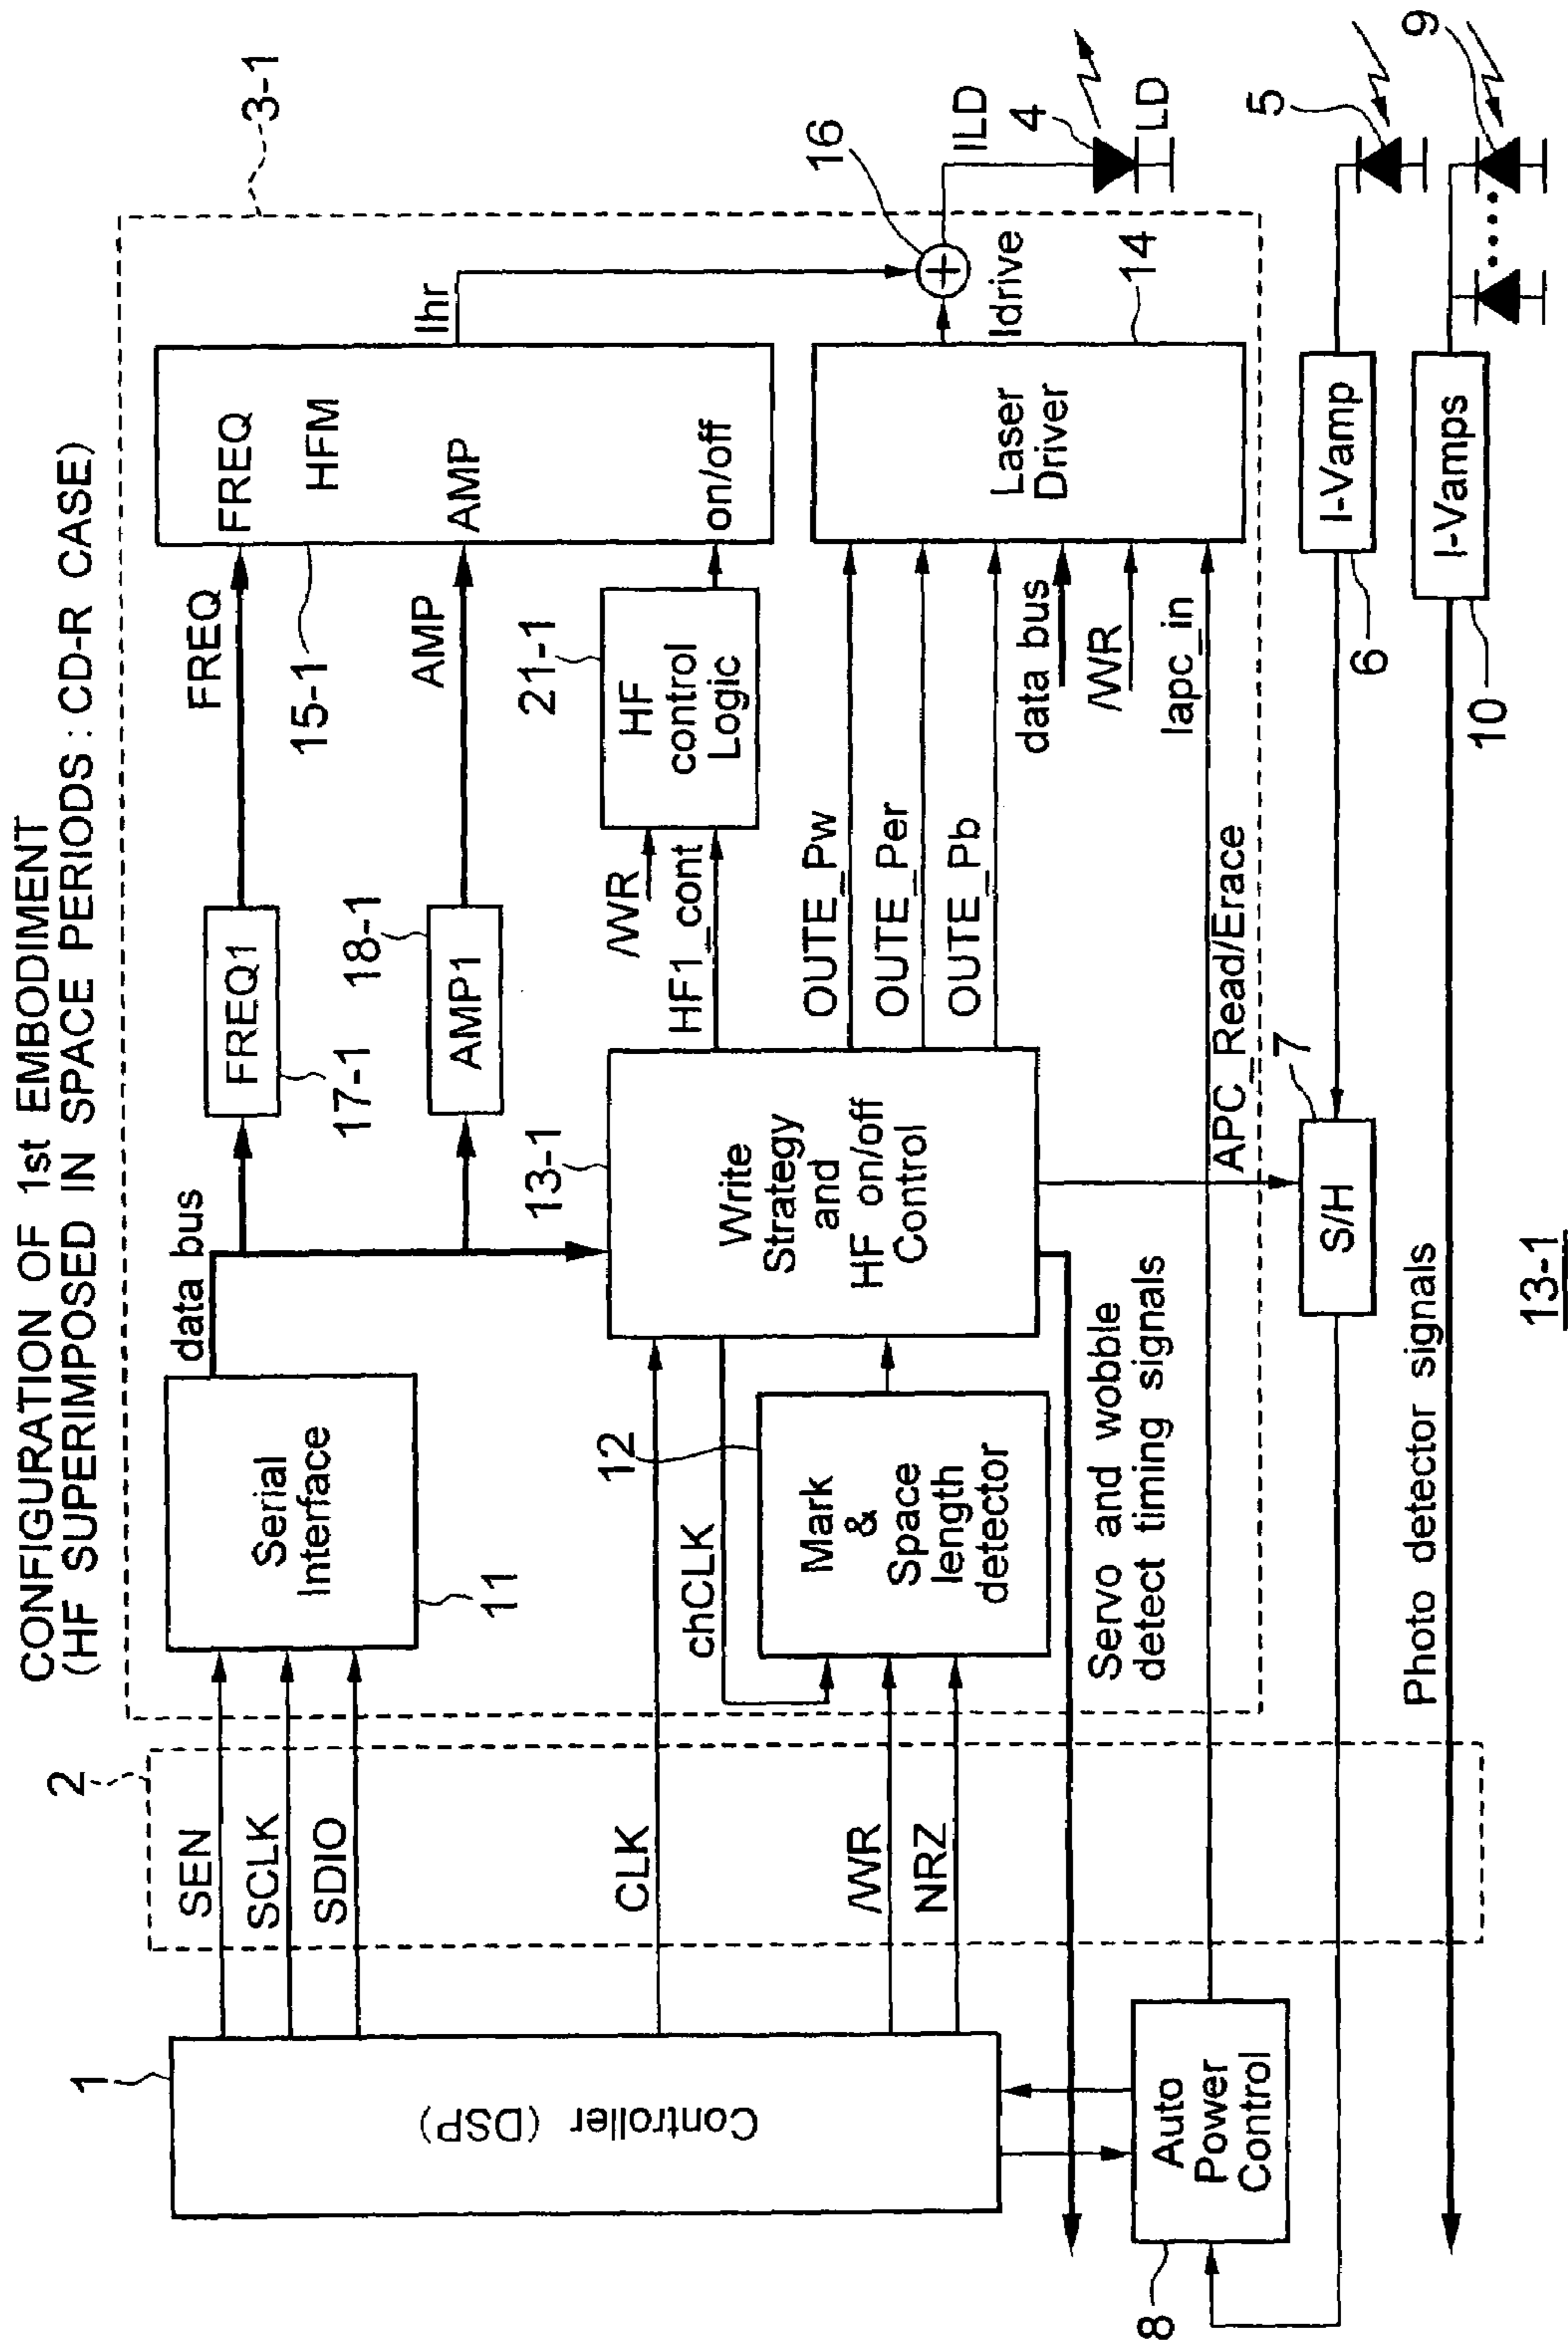 CONFIGURATION OF 1st EMBODIMENT
(HF SUPERIMPOSED IN SPACE PERIODS : CD-R CASE)
1
2
3-1
Controller (DSP)
SEN
SCLK
SDIO
CLK
/WR
NRZ
Serial
Interface
11
data bus
FREQ1
17-1
AMP1
18-1
FREQ
AMP
15-1
FREQ
HFM
AMP
on/off
Ihr
chCLK
12
Mark
&
Space
length
detector
13-1
Write
Strategy
and
HF on/off
Control
/WR
HF1_cont
21-1
HF
control
Logic
OUTE_Pw
OUTE_Per
OUTE_Pb
data bus
/WR
Iapc_in
Laser
Driver
14
Idrive
16
ILD
4
LD
Servo and wobble
detect timing signals
APC_Read/Erace
Auto
Power
Control
8
7
S/H
I-Vamp
6
5
Photo detector signals
I-Vamps
10
9
13-1